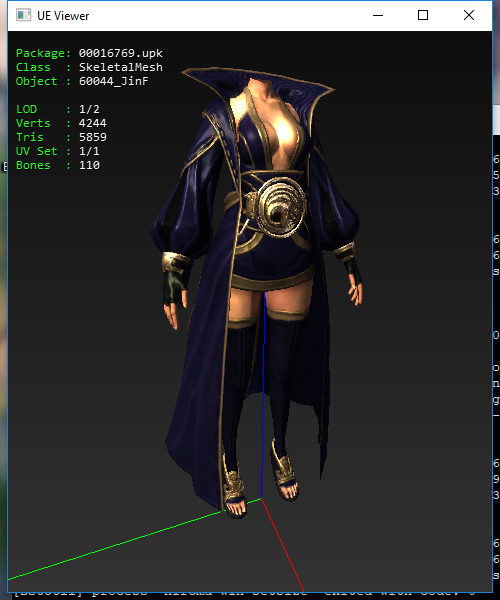 UE Viewer
Package: 00016769.upk
Class : SkeletalMesh
Object : 60044_JinF
LOD : 1/2
Verts : 4244
Tris : 5859
UV Set : 1/1
Bones : 110